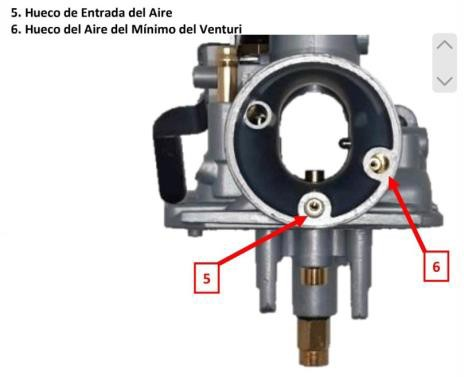 5. Hueco de Entrada del Aire
6. Hueco del Aire del Mínimo del Venturi
5
6